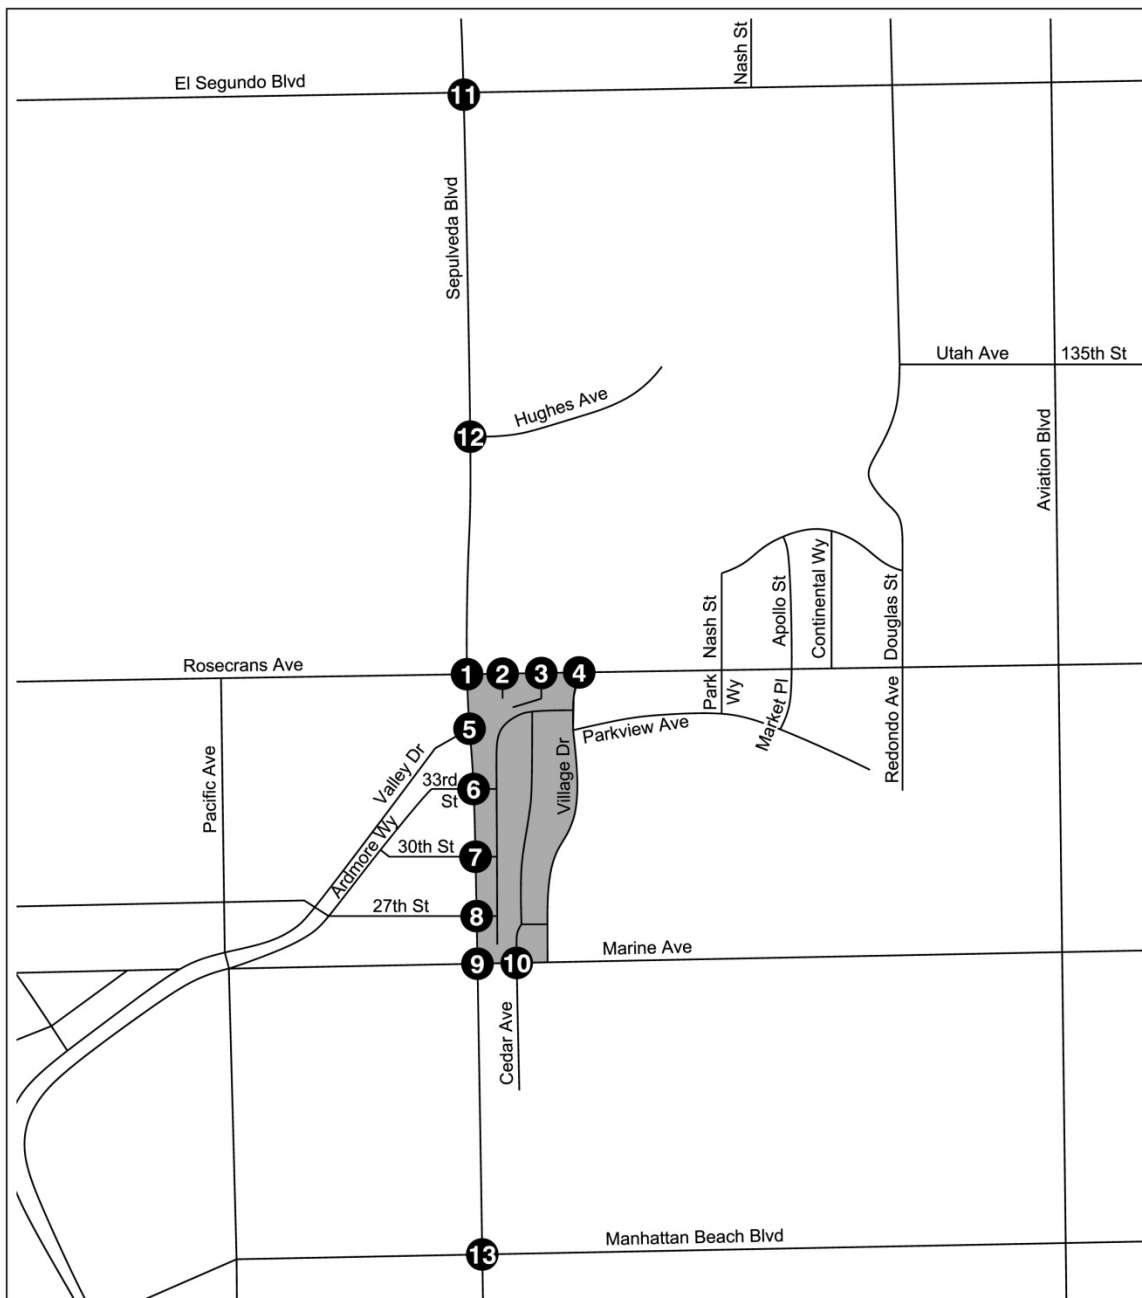 Nash St
El Segundo Blvd
11
Sepulveda Blvd
Utah Ave
135th St
Hughes Ave
12
Aviation Blvd
Nash St
Apollo St
Continental Wy
Douglas St
Rosecrans Ave
1
2
3
4
Park
Wy
Market Pl
Redondo Ave
5
Parkview Ave
Valley Dr
Village Dr
Pacific Ave
33rd
St
6
Ardmore Wy
30th St
7
27th St
8
9
10
Marine Ave
Cedar Ave
Manhattan Beach Blvd
13